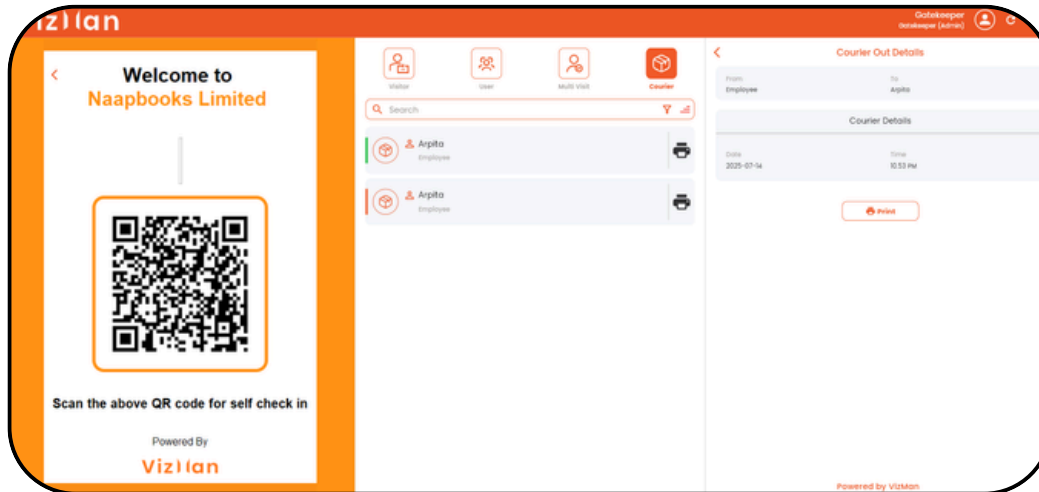 Gatekeeper
Gatekeeper (Admin)
Welcome to
Naapbooks Limited
Scan the above QR code for self check in
Powered By
VizMan
Visitor
User
Multi Visit
Courier
Search
Arpita
Employee
Arpita
Employee
Courier Out Details
From
To
Employee
Arpita
Courier Details
Date
Time
2025-07-14
10:53 PM
Print
Powered by VizMan